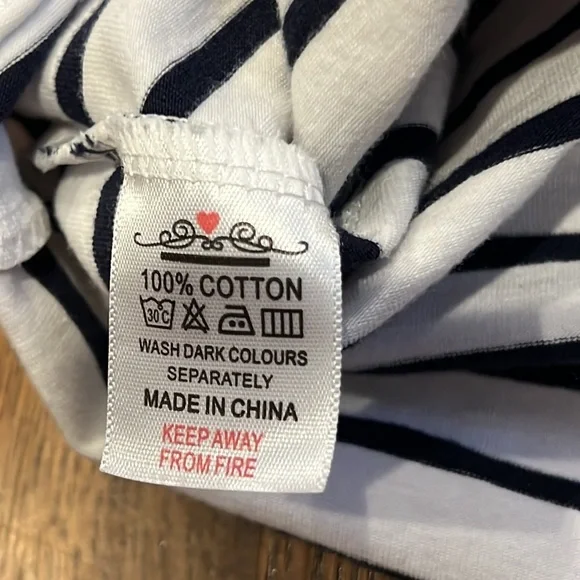 100% COTTON
30 C
WASH DARK COLOURS
SEPARATELY
MADE IN CHINA
KEEP AWAY
FROM FIRE